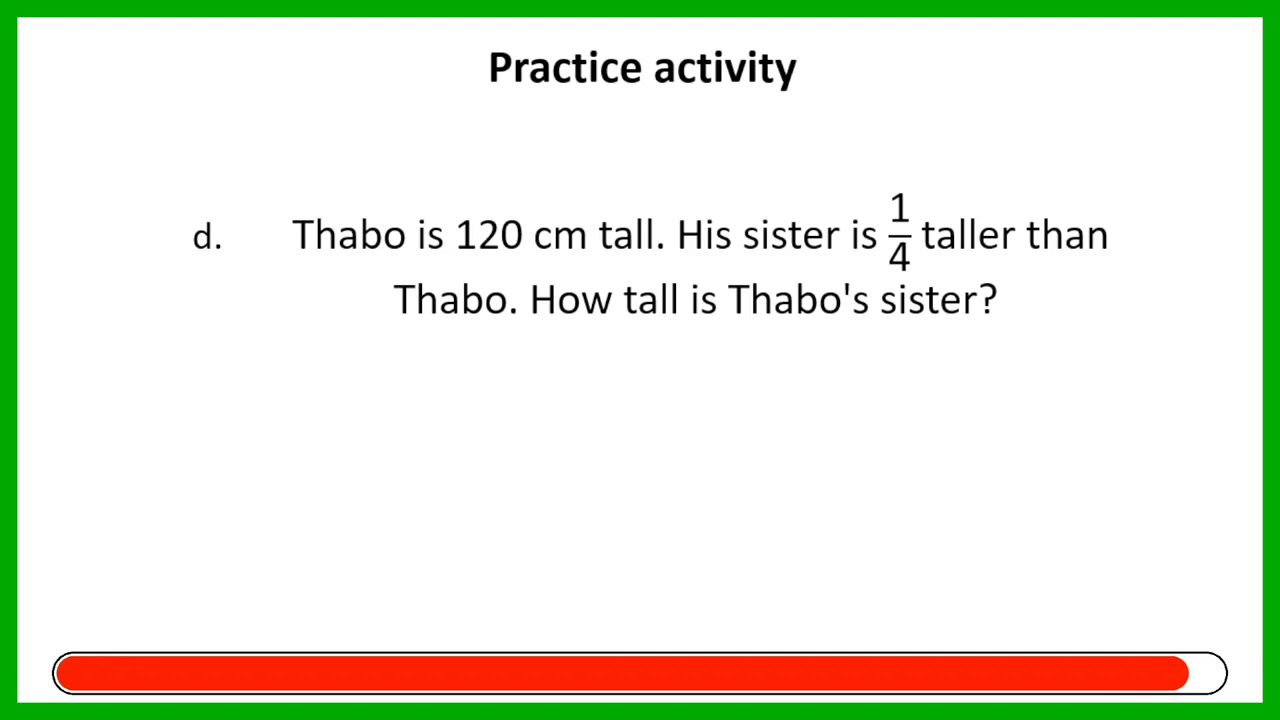 Practice activity
d. Thabo is 120 cm tall. His sister is 1/4 taller than
Thabo. How tall is Thabo's sister?